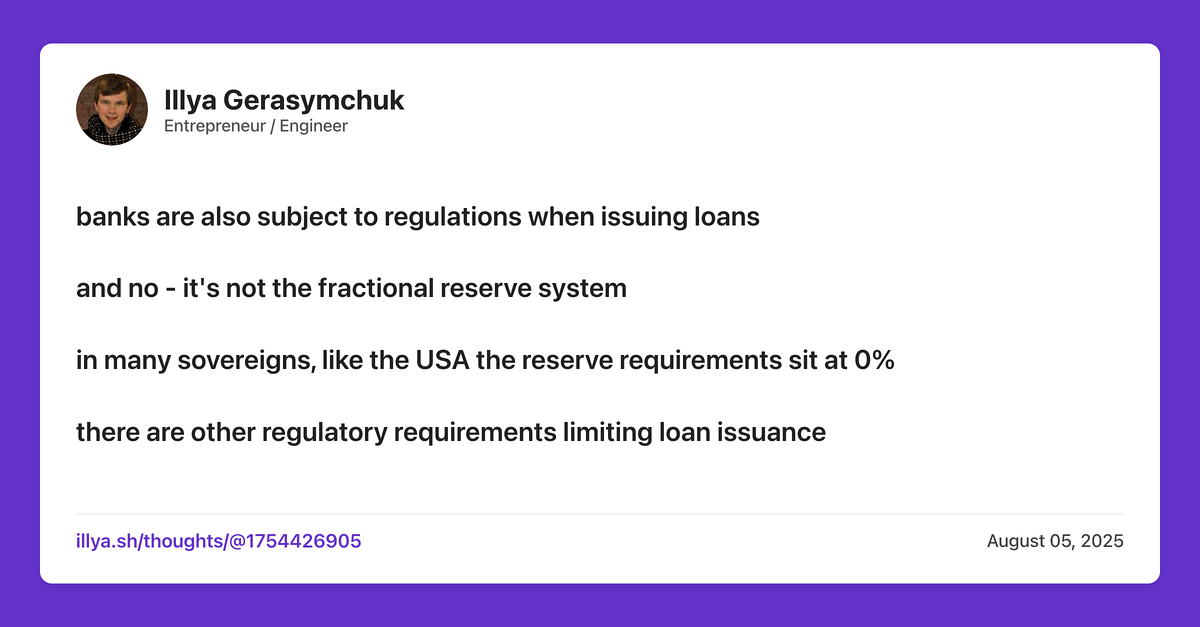 Illya Gerasymchuk
Entrepreneur / Engineer
banks are also subject to regulations when issuing loans
and no - it's not the fractional reserve system
in many sovereigns, like the USA the reserve requirements sit at 0%
there are other regulatory requirements limiting loan issuance
illya.sh/thoughts/@1754426905
August 05, 2025